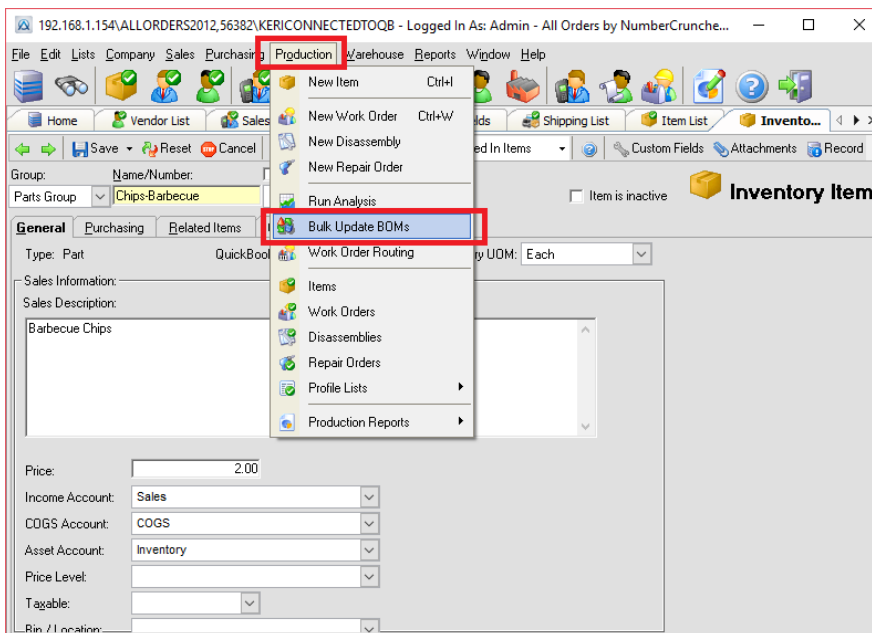 192.168.1.154\ALLORDERS2012,56382\KERICONNECTEDTOQB - Logged In As: Admin - All Orders by NumberCrunche...
File Edit Lists Company Sales Purchasing Production Warehouse Reports Window Help
Home Vendor List Sales Shipping List Item List Invento...
Save Reset Cancel ed In Items Custom Fields Attachments Record
Group: Name/Number:
Parts Group Chips-Barbecue Item is inactive Inventory Item
General Purchasing Related Items
Type: Part QuickBoo ry UOM: Each
Sales Information:
Sales Description:
Barbecue Chips
New Item Ctrl+I
New Work Order Ctrl+W
New Disassembly
New Repair Order
Run Analysis
Bulk Update BOMs
Work Order Routing
Items
Work Orders
Disassemblies
Repair Orders
Profile Lists
Production Reports
Price: 2.00
Income Account: Sales
COGS Account: COGS
Asset Account: Inventory
Price Level:
Taxable:
Bin / Location: